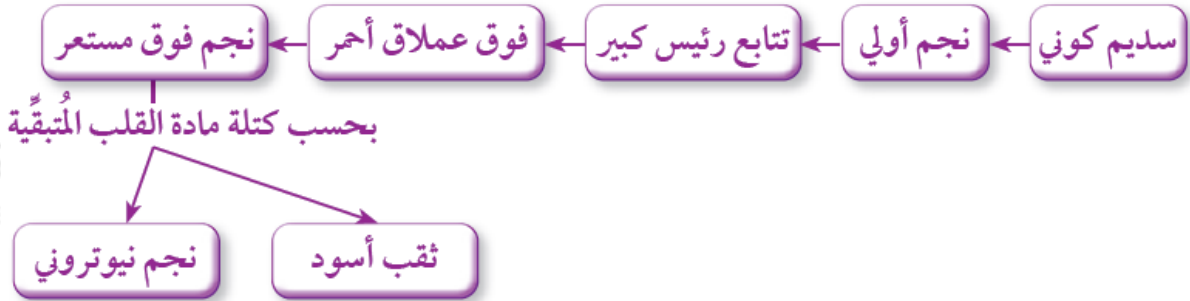 سديم كوني
نجم أولي
تتابع رئيس كبير
فوق عملاق أحمر
نجم فوق مستعر
بحسب كتلة مادة القلب المُتبقِّية
ثقب أسود
نجم نيوتروني